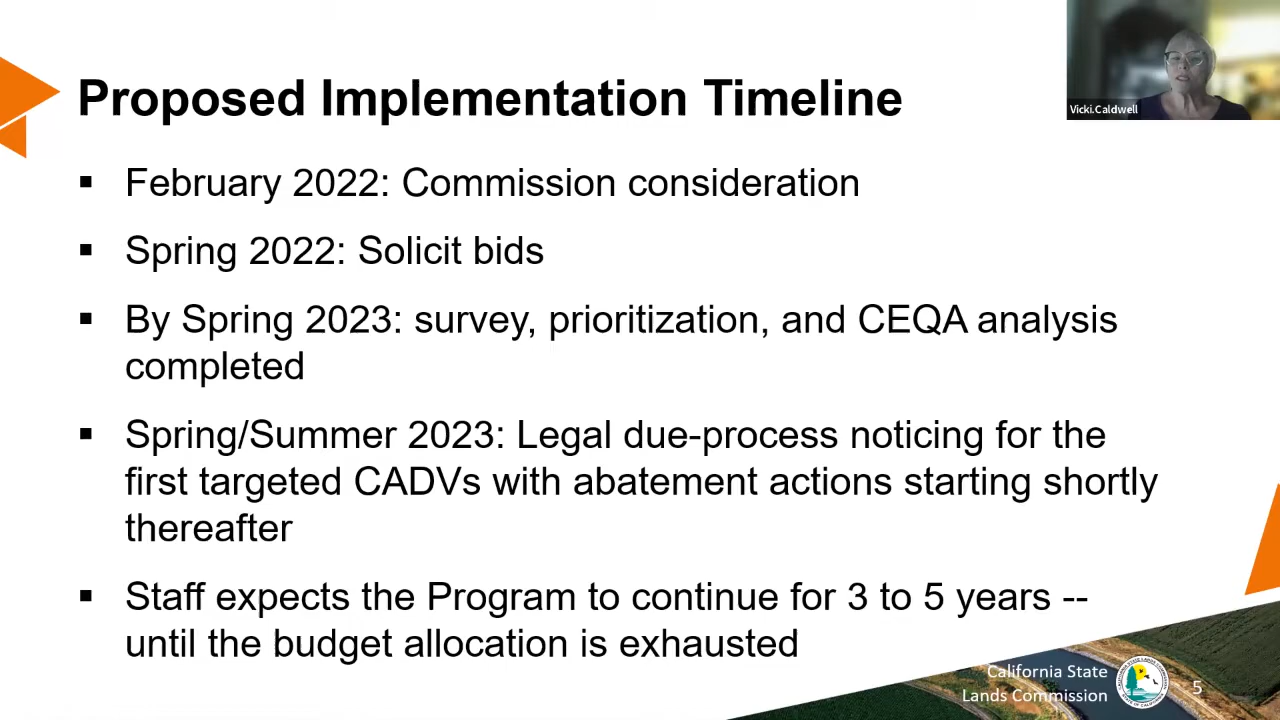 Proposed Implementation Timeline
Vicki.Caldwell
▪ February 2022: Commission consideration
▪ Spring 2022: Solicit bids
▪ By Spring 2023: survey, prioritization, and CEQA analysis
completed
▪ Spring/Summer 2023: Legal due-process noticing for the
first targeted CADVs with abatement actions starting shortly
thereafter
▪ Staff expects the Program to continue for 3 to 5 years --
until the budget allocation is exhausted
California State
Lands Commission
5